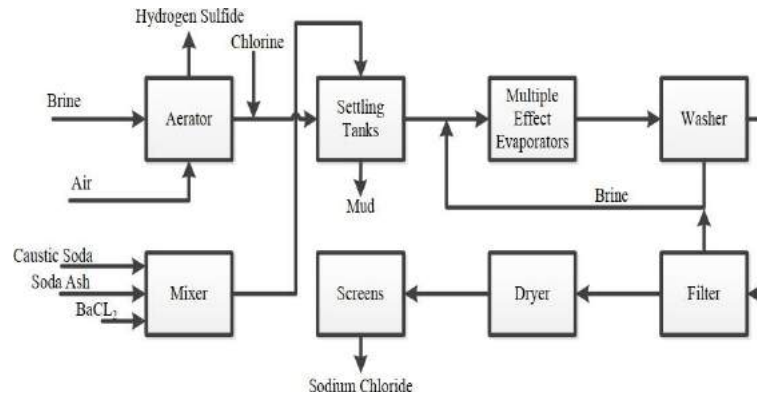 Hydrogen Sulfide
Chlorine
Brine
Aerator
Settling
Tanks
Multiple
Effect
Evaporators
Washer
Air
Mud
Brine
Caustic Soda
Soda Ash
BaCL2
Mixer
Screens
Dryer
Filter
Sodium Chloride